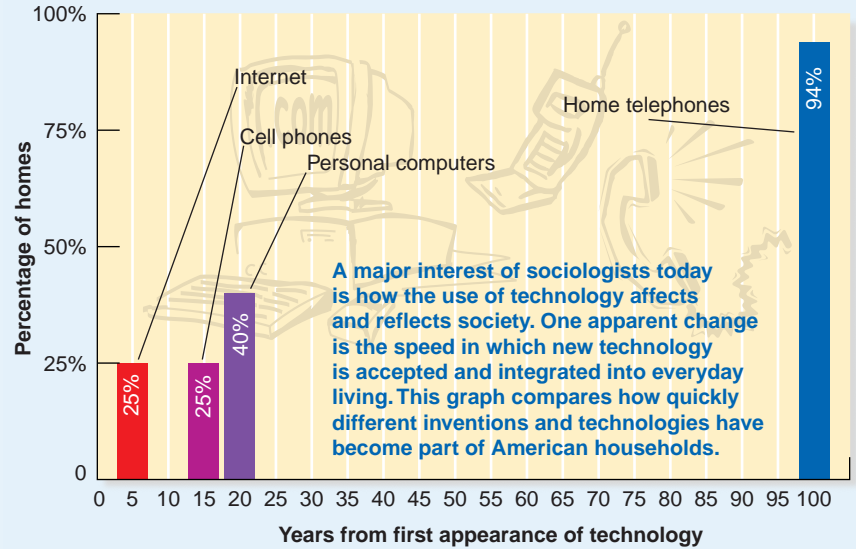 100%
75%
50%
25%
0
Percentage of homes
Internet
Cell phones
Personal computers
Home telephones
25%
25%
40%
94%
com
A major interest of sociologists today
is how the use of technology affects
and reflects society. One apparent change
is the speed in which new technology
is accepted and integrated into everyday
living. This graph compares how quickly
different inventions and technologies have
become part of American households.
0 5 10 15 20 25 30 35 40 45 50 55 60 65 70 75 80 85 90 95 100
Years from first appearance of technology